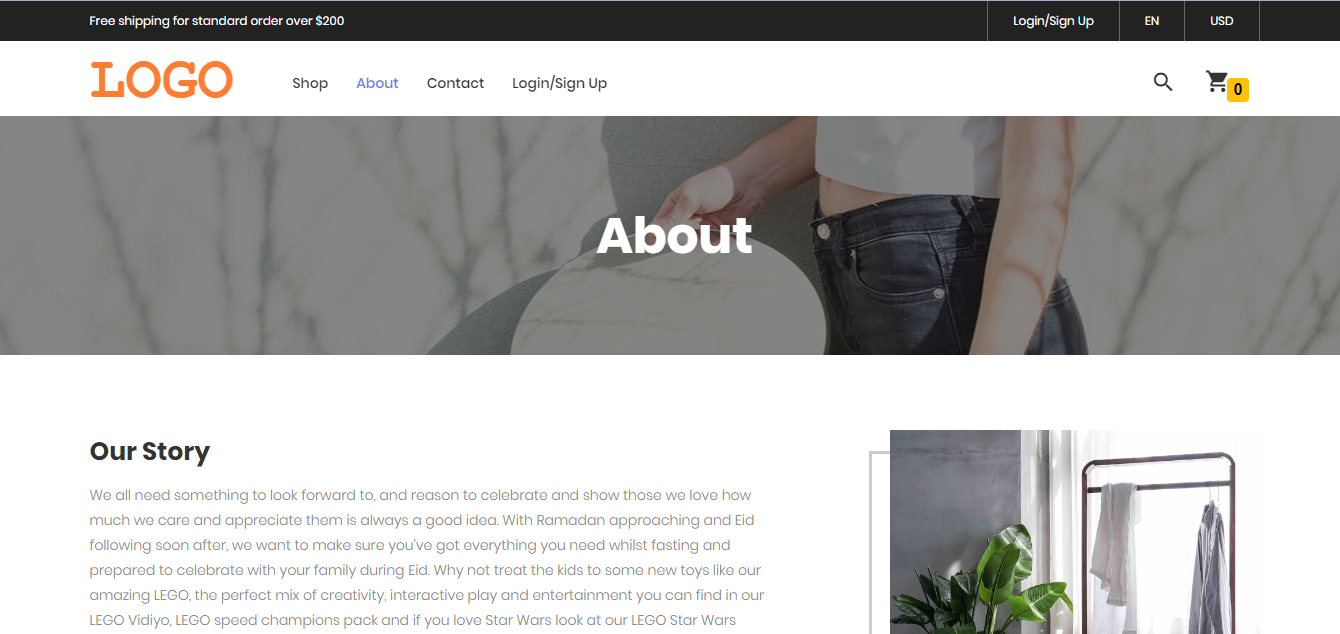 Free shipping for standard order over $200
Login/Sign Up
EN
USD
LOGO
Shop
About
Contact
Login/Sign Up
0
About
Our Story
We all need something to look forward to, and reason to celebrate and show those we love how
much we care and appreciate them is always a good idea. With Ramadan approaching and Eid
following soon after, we want to make sure you've got everything you need whilst fasting and
prepared to celebrate with your family during Eid. Why not treat the kids to some new toys like our
amazing LEGO, the perfect mix of creativity, interactive play and entertainment you can find in our
LEGO Vidiyo, LEGO speed champions pack and if you love Star Wars look at our LEGO Star Wars